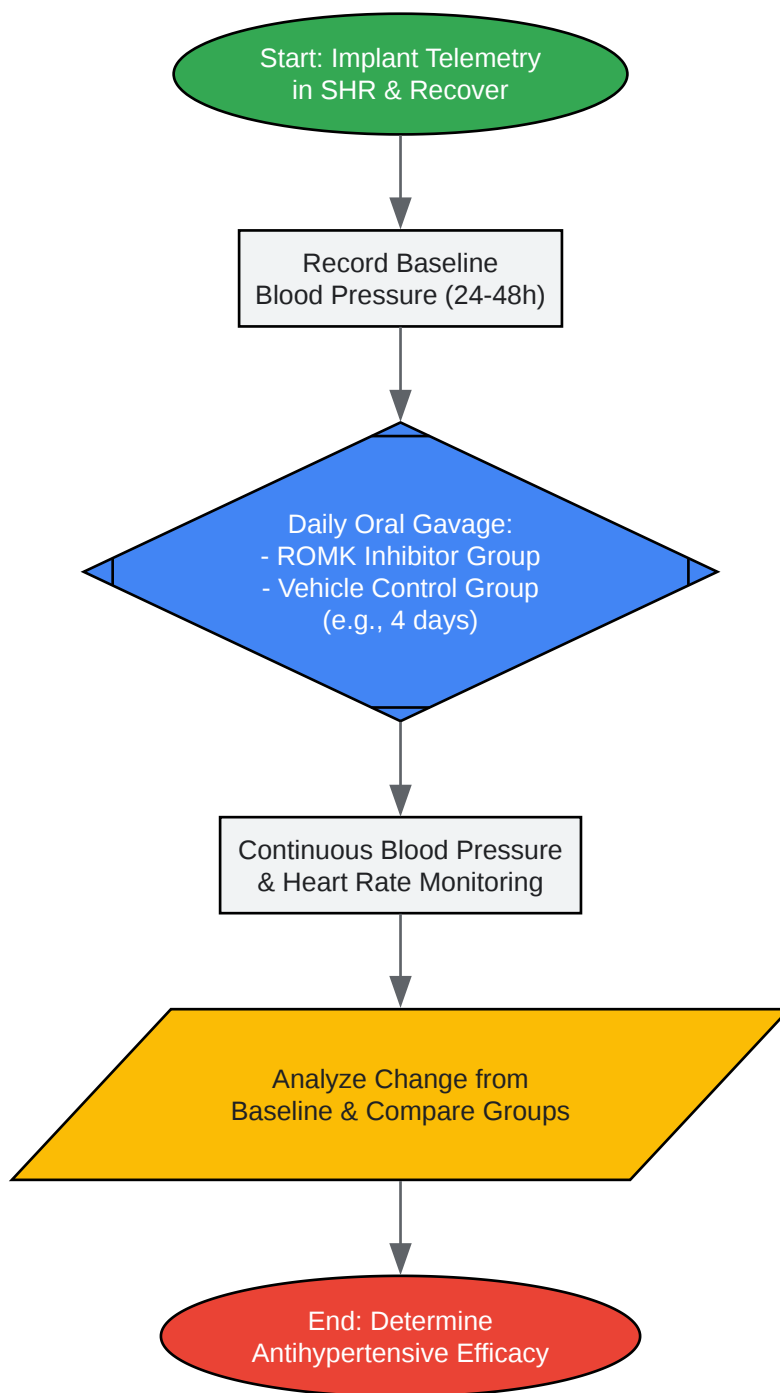 Start: Implant Telemetry
in SHR & Recover
Record Baseline
Blood Pressure (24-48h)
Daily Oral Gavage:
- ROMK Inhibitor Group
- Vehicle Control Group
(e.g., 4 days)
Continuous Blood Pressure
& Heart Rate Monitoring
Analyze Change from
Baseline & Compare Groups
End: Determine
Antihypertensive Efficacy